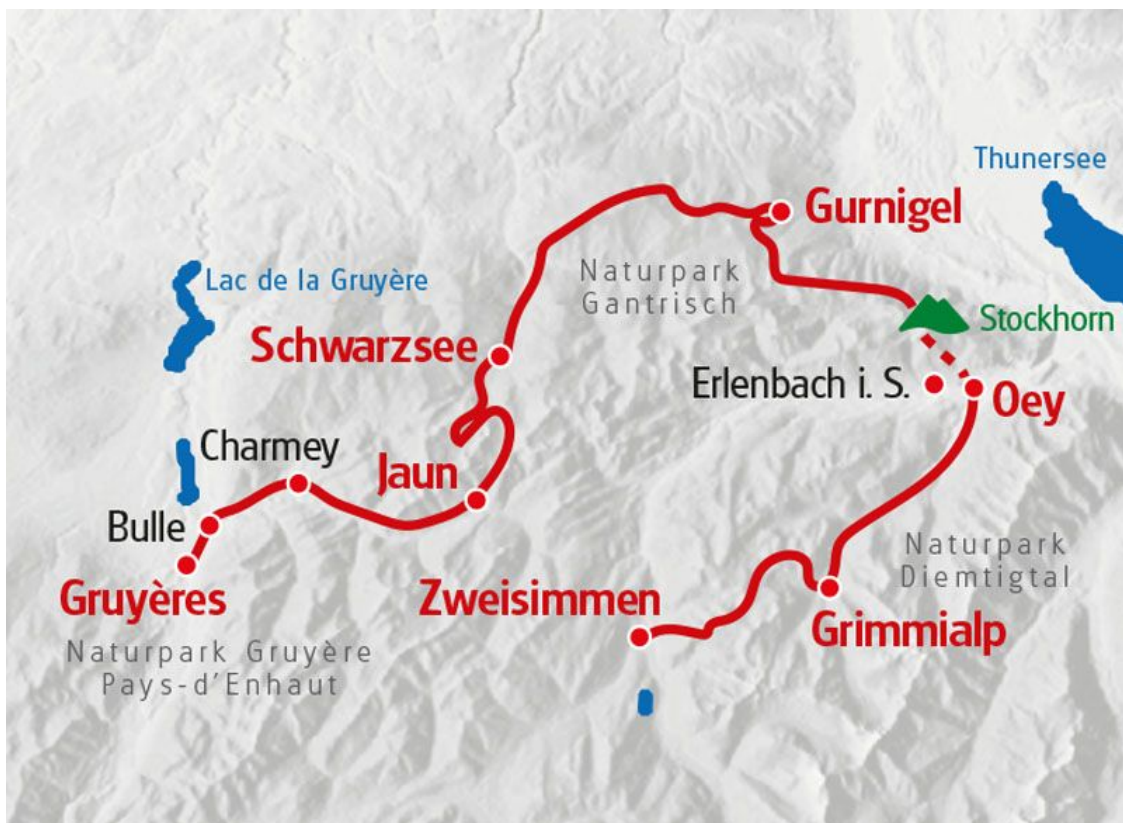 Thunersee
Gurnigel
Naturpark
Gantrisch
Lac de la Gruyère
Stockhorn
Schwarzsee
Erlenbach i. S.
Oey
Charmey
Jaun
Bulle
Naturpark
Diemtigtal
Gruyères
Zweisimmen
Grimmialp
Naturpark Gruyère
Pays-d'Enhaut